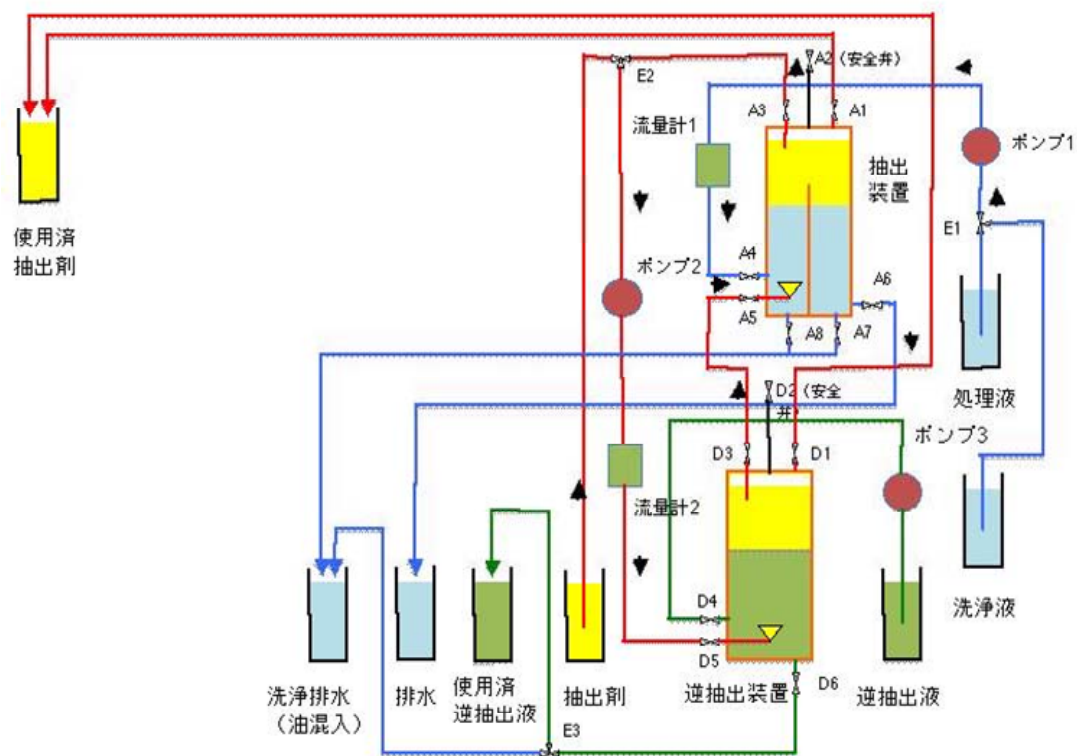 E2
A2(安全弁)
A3
A1
流量計1
ポンプ1
抽出
装置
使用済
抽出剤
E1
A4
ポンプ2
A6
A5
A8
A7
処理液
D2(安全
弁)
ポンプ3
D3
D1
流量計2
D4
洗浄液
D5
D6
洗浄排水
(油混入)
排水
使用済
逆抽出液
抽出剤
逆抽出装置
逆抽出液
E3